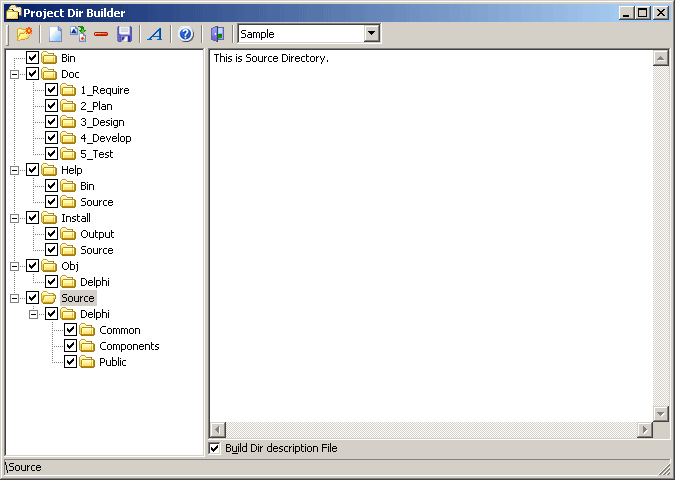 Project Dir Builder
A
?
Sample
Bin
Doc
1_Require
2_Plan
3_Design
4_Develop
5_Test
Help
Bin
Source
Install
Output
Source
Obj
Delphi
Source
Delphi
Common
Components
Public
This is Source Directory.
Build Dir description File
\Source